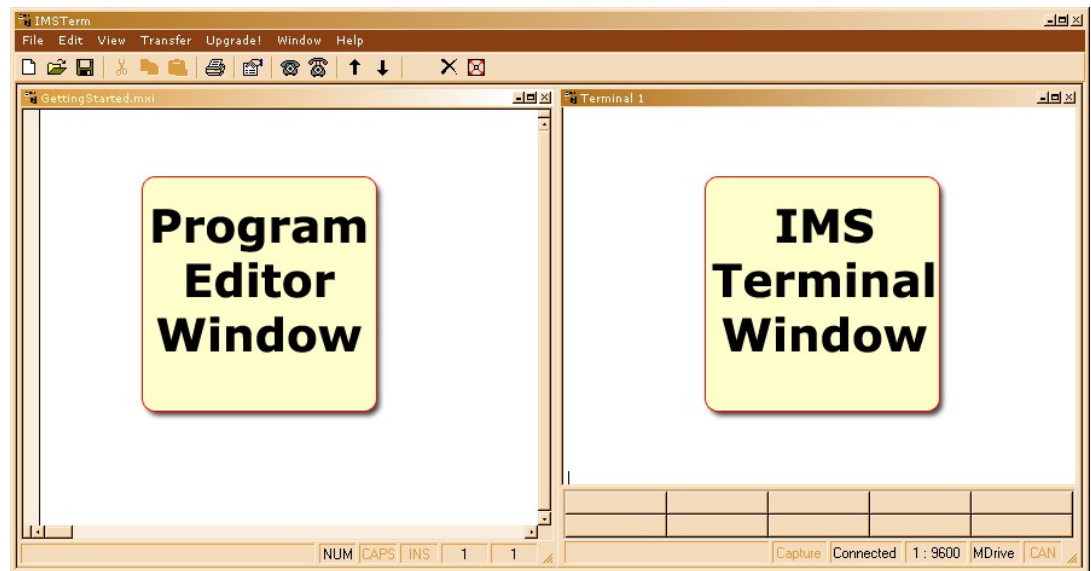 IMSTerm
File Edit View Transfer Upgrade! Window Help
GettingStarted.mxi
Terminal 1
Program
Editor
Window
IMS
Terminal
Window
NUM CAPS INS 1 1
Capture Connected 1 : 9600 MDrive CAN